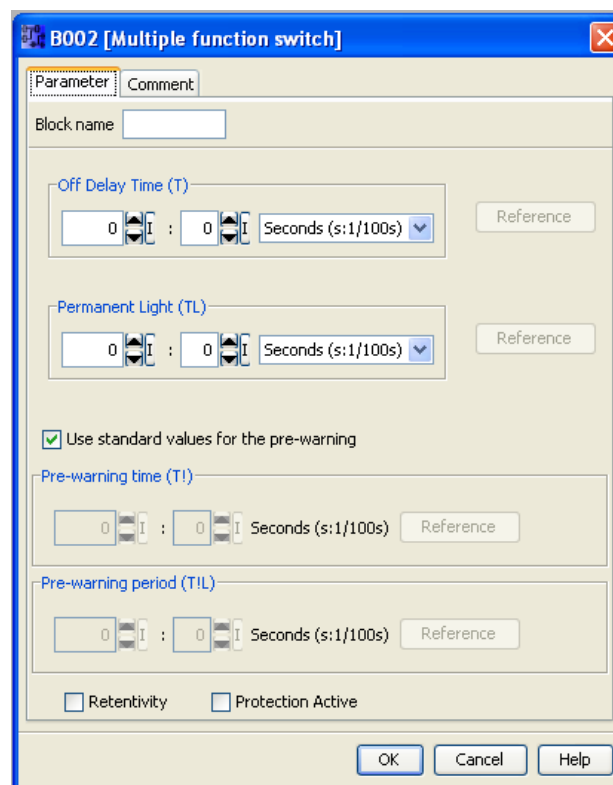 B002 [Multiple function switch]
Parameter Comment
Block name
Off Delay Time (T)
0 : 0 Seconds (s:1/100s) Reference
Permanent Light (TL)
0 : 0 Seconds (s:1/100s) Reference
Use standard values for the pre-warning
Pre-warning time (T!)
0 : 0 Seconds (s:1/100s) Reference
Pre-warning period (T!L)
0 : 0 Seconds (s:1/100s) Reference
Retentivity Protection Active
OK Cancel Help